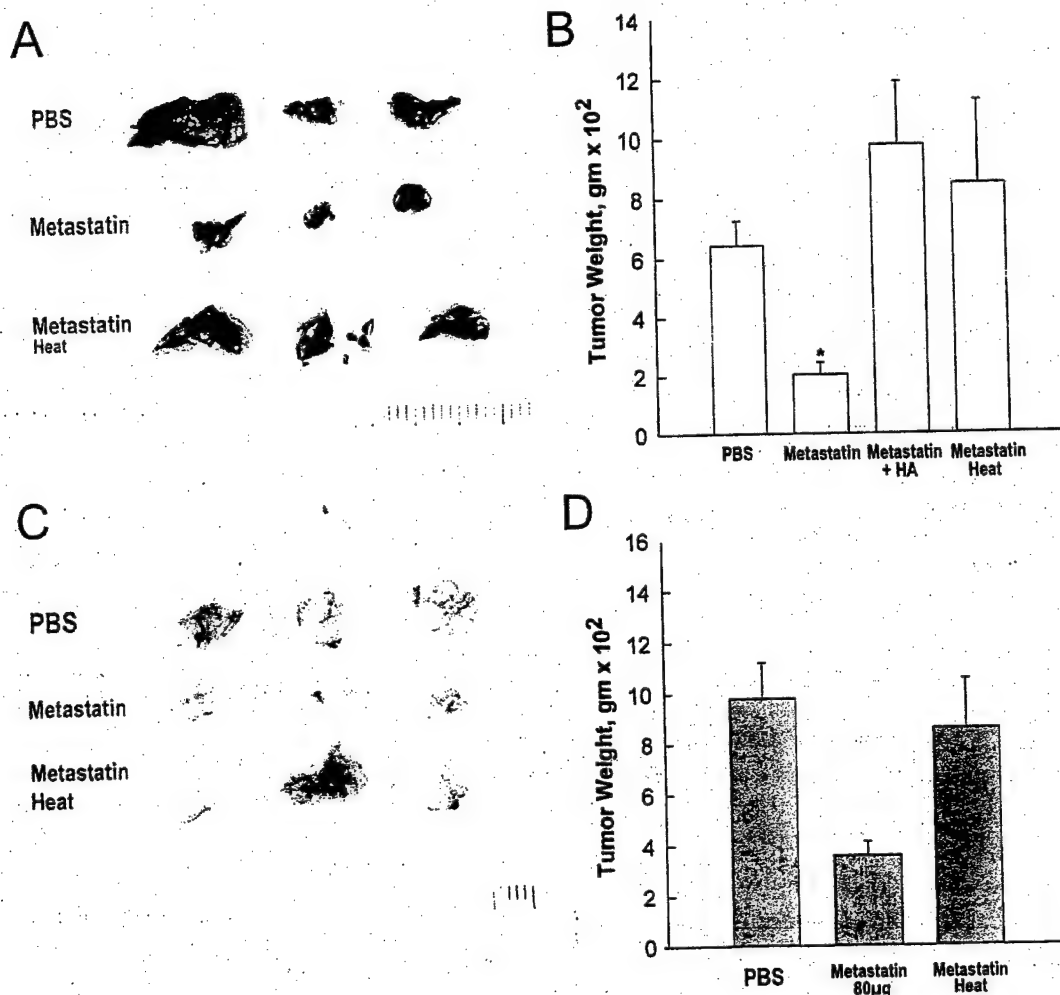 A
PBS
Metastatin
Metastatin
Heat
B
Tumor Weight, gm x 10²
14
12
10
8
6
4
2
0
*
PBS
Metastatin
Metastatin
+ HA
Metastatin
Heat
C
PBS
Metastatin
Metastatin
Heat
D
Tumor Weight, gm x 10²
16
14
12
10
8
6
4
2
0
PBS
Metastatin
80µg
Metastatin
Heat